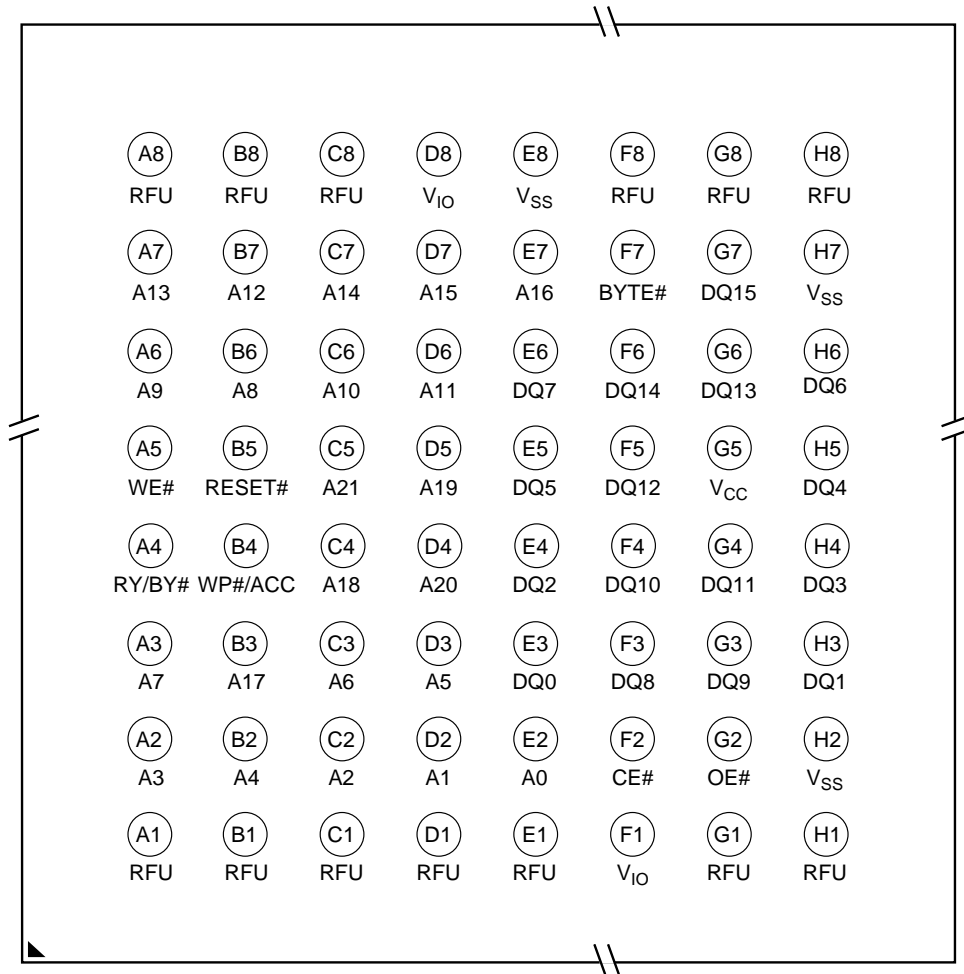 A8 B8 C8 D8 E8 F8 G8 H8
RFU RFU RFU VIO VSS RFU RFU RFU
A7 B7 C7 D7 E7 F7 G7 H7
A13 A12 A14 A15 A16 BYTE# DQ15 VSS
A6 B6 C6 D6 E6 F6 G6 H6
A9 A8 A10 A11 DQ7 DQ14 DQ13 DQ6
A5 B5 C5 D5 E5 F5 G5 H5
WE# RESET# A21 A19 DQ5 DQ12 VCC DQ4
A4 B4 C4 D4 E4 F4 G4 H4
RY/BY# WP#/ACC A18 A20 DQ2 DQ10 DQ11 DQ3
A3 B3 C3 D3 E3 F3 G3 H3
A7 A17 A6 A5 DQ0 DQ8 DQ9 DQ1
A2 B2 C2 D2 E2 F2 G2 H2
A3 A4 A2 A1 A0 CE# OE# VSS
A1 B1 C1 D1 E1 F1 G1 H1
RFU RFU RFU RFU RFU VIO RFU RFU